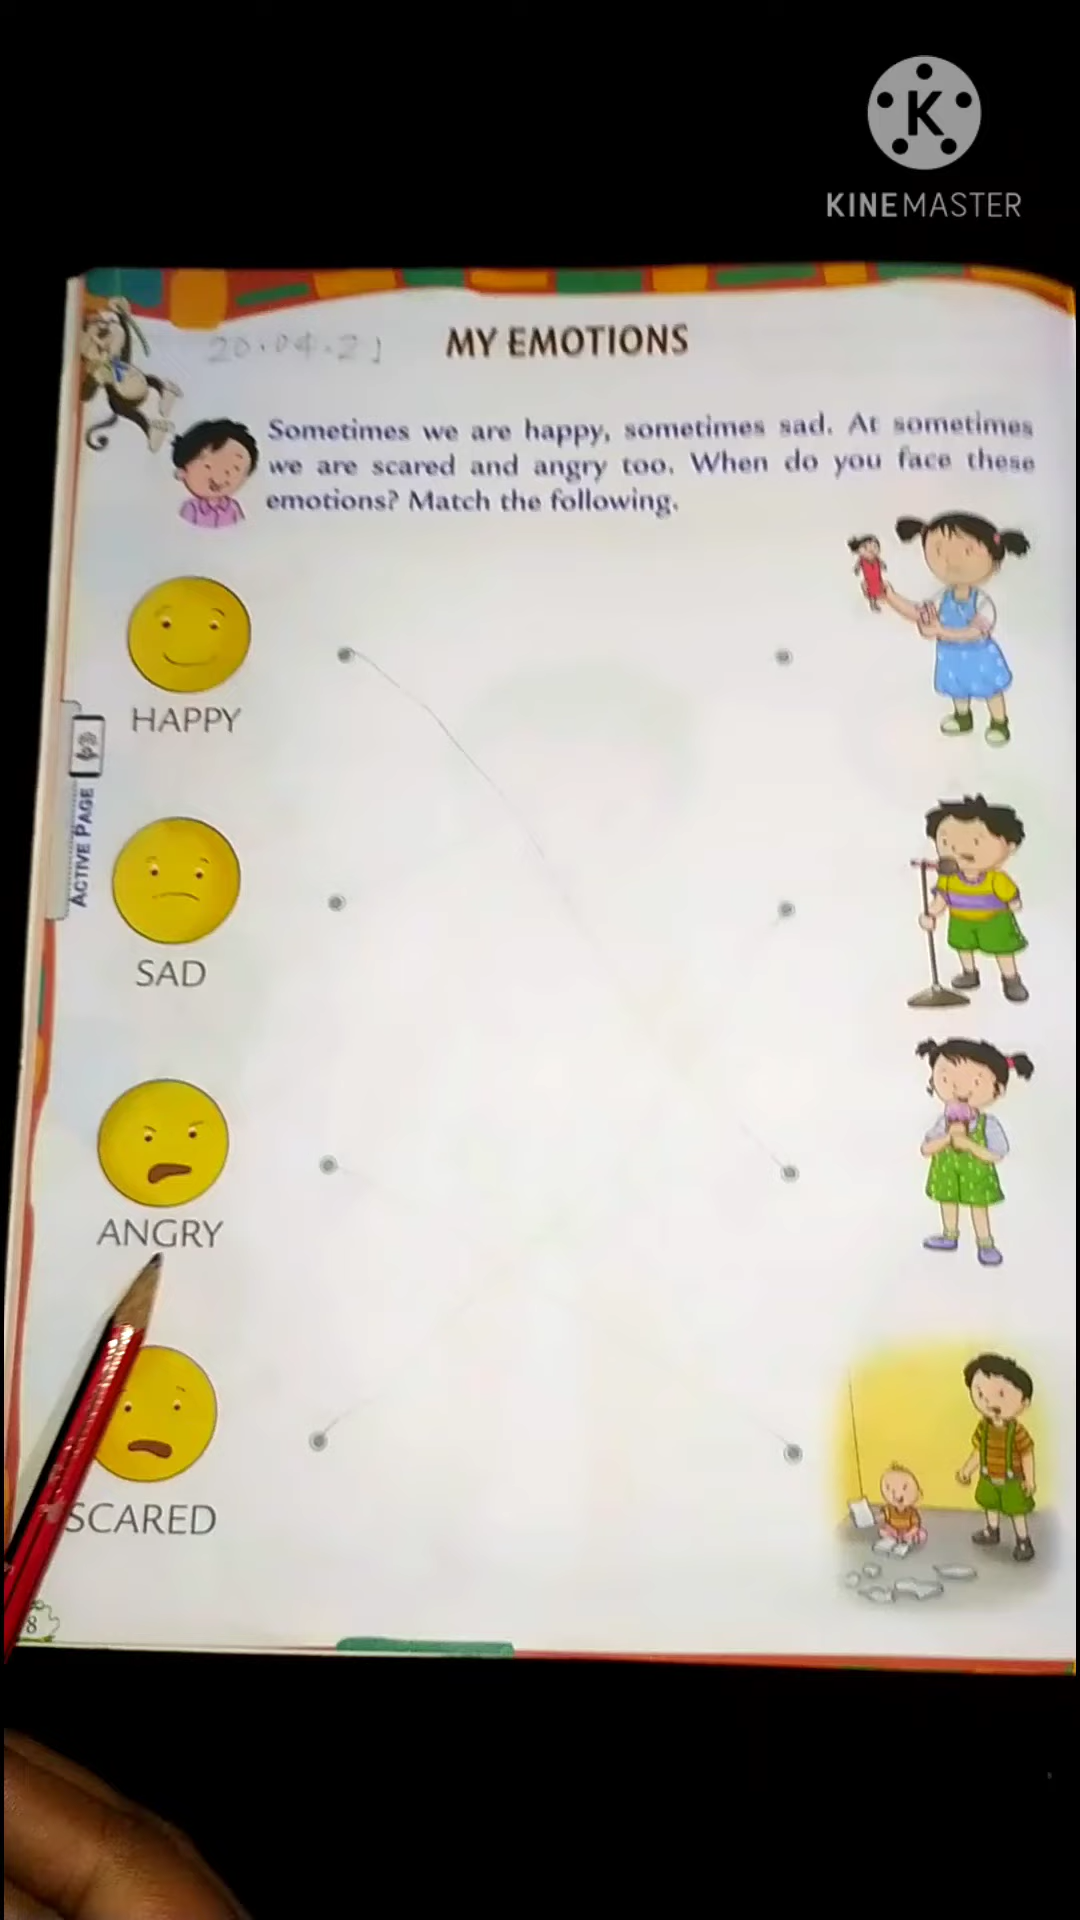 KINEMASTER
20.04.21
MY EMOTIONS
Sometimes we are happy, sometimes sad. At sometimes
we are scared and angry too. When do you face these
emotions? Match the following.
HAPPY
ACTIVE PAGE
SAD
ANGRY
SCARED
8